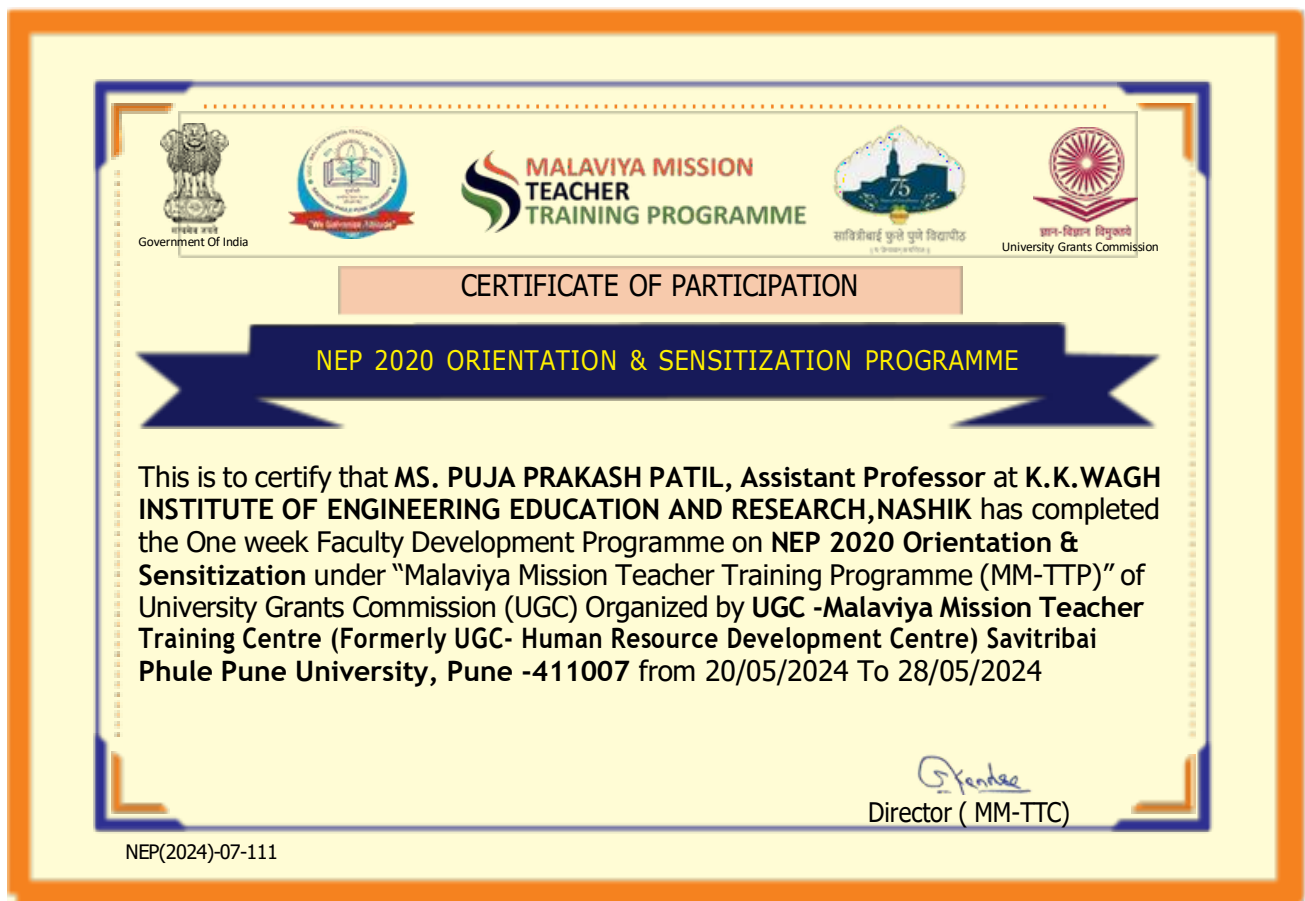 सत्यमेव जयते
Government Of India
MALAVIYA MISSION
TEACHER
TRAINING PROGRAMME
75
सावित्रीबाई फुले पुणे विद्यापीठ
ज्ञान-विज्ञान विमुक्तये
University Grants Commission
CERTIFICATE OF PARTICIPATION
NEP 2020 ORIENTATION & SENSITIZATION PROGRAMME
This is to certify that MS. PUJA PRAKASH PATIL, Assistant Professor at K.K.WAGH
INSTITUTE OF ENGINEERING EDUCATION AND RESEARCH,NASHIK has completed
the One week Faculty Development Programme on NEP 2020 Orientation &
Sensitization under “Malaviya Mission Teacher Training Programme (MM-TTP)” of
University Grants Commission (UGC) Organized by UGC -Malaviya Mission Teacher
Training Centre (Formerly UGC- Human Resource Development Centre) Savitribai
Phule Pune University, Pune -411007 from 20/05/2024 To 28/05/2024
Director ( MM-TTC)
NEP(2024)-07-111